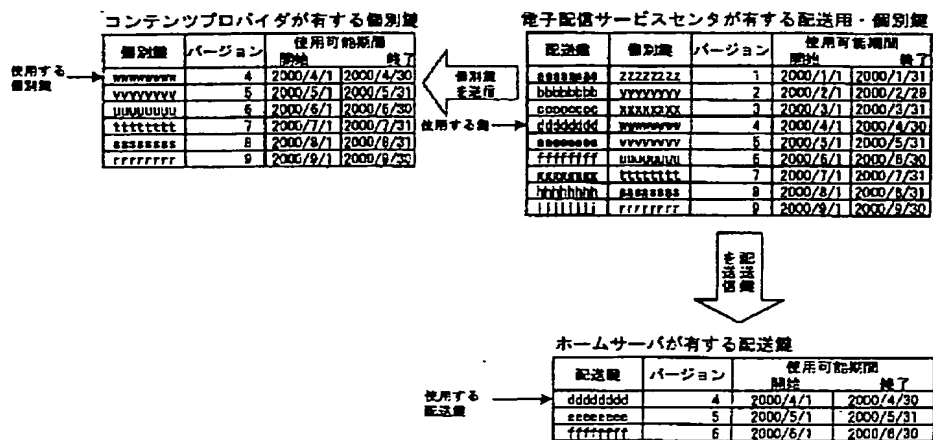 コンテンツプロバイダが有する個別鍵
個別鍵 バージョン 使用可能期間
開始 終了
使用する
個別鍵
wwwwwwww 4 2000/4/1 2000/4/30
vvvvvvvv 5 2000/5/1 2000/5/31
uuuuuuuu 6 2000/6/1 2000/6/30
tttttttt 7 2000/7/1 2000/7/31
ssssssss 8 2000/8/1 2000/8/31
rrrrrrrr 9 2000/9/1 2000/9/30
個別鍵
を送信
電子配信サービスセンタが有する配送用・個別鍵
配送鍵 個別鍵 バージョン 使用可能期間
開始 終了
aaaaaaaa zzzzzzzz 1 2000/1/1 2000/1/31
bbbbbbbb yyyyyyyy 2 2000/2/1 2000/2/29
cccccccc xxxxxxxx 3 2000/3/1 2000/3/31
使用する鍵
dddddddd wwwwwwww 4 2000/4/1 2000/4/30
eeeeeeee vvvvvvvv 5 2000/5/1 2000/5/31
ffffffff uuuuuuuu 6 2000/6/1 2000/6/30
gggggggg tttttttt 7 2000/7/1 2000/7/31
hhhhhhhh ssssssss 8 2000/8/1 2000/8/31
rrrrrrrr 9 2000/9/1 2000/9/30
配送鍵
を送信
ホームサーバが有する配送鍵
配送鍵 バージョン 使用可能期間
開始 終了
使用する
配送鍵
dddddddd 4 2000/4/1 2000/4/30
eeeeeeee 5 2000/5/1 2000/5/31
ffffffff 6 2000/6/1 2000/6/30